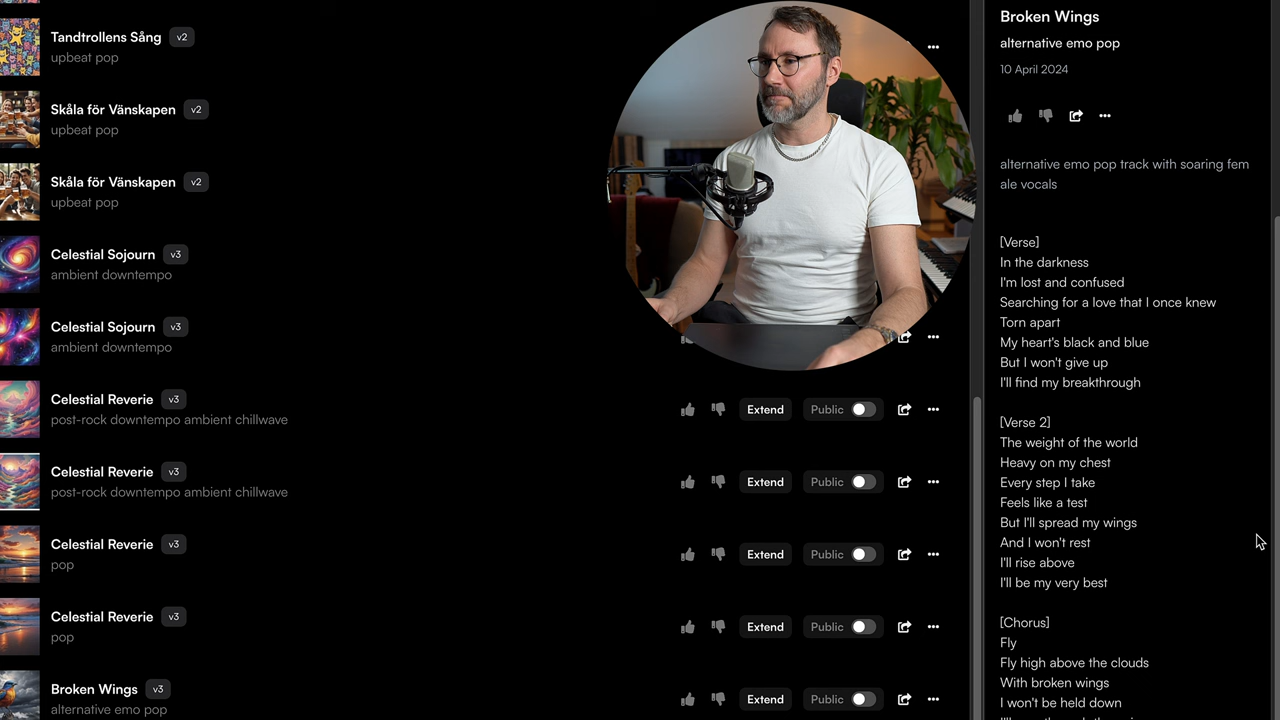 Tandtrollens Sång v2
upbeat pop
Skåla för Vänskapen v2
upbeat pop
Skåla för Vänskapen v2
upbeat pop
Celestial Sojourn v3
ambient downtempo
Celestial Sojourn v3
ambient downtempo
Celestial Reverie v3
post-rock downtempo ambient chillwave
Extend Public
Celestial Reverie v3
post-rock downtempo ambient chillwave
Extend Public
Celestial Reverie v3
pop
Extend Public
Celestial Reverie v3
pop
Extend Public
Broken Wings v3
alternative emo pop
Extend Public
Broken Wings
alternative emo pop
10 April 2024
alternative emo pop track with soaring fem
ale vocals
[Verse]
In the darkness
I'm lost and confused
Searching for a love that I once knew
Torn apart
My heart's black and blue
But I won't give up
I'll find my breakthrough
[Verse 2]
The weight of the world
Heavy on my chest
Every step I take
Feels like a test
But I'll spread my wings
And I won't rest
I'll rise above
I'll be my very best
[Chorus]
Fly
Fly high above the clouds
With broken wings
I won't be held down